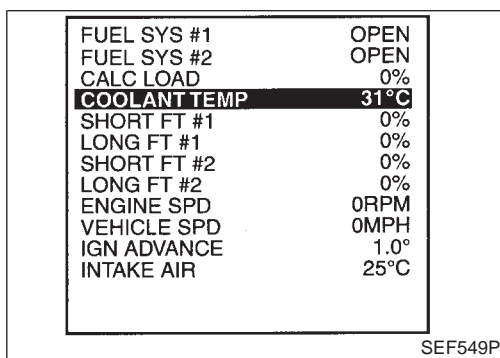 FUEL SYS #1 OPEN
FUEL SYS #2 OPEN
CALC LOAD 0%
COOLANT TEMP 31°C
SHORT FT #1 0%
LONG FT #1 0%
SHORT FT #2 0%
LONG FT #2 0%
ENGINE SPD 0RPM
VEHICLE SPD 0MPH
IGN ADVANCE 1.0°
INTAKE AIR 25°C
SEF549P